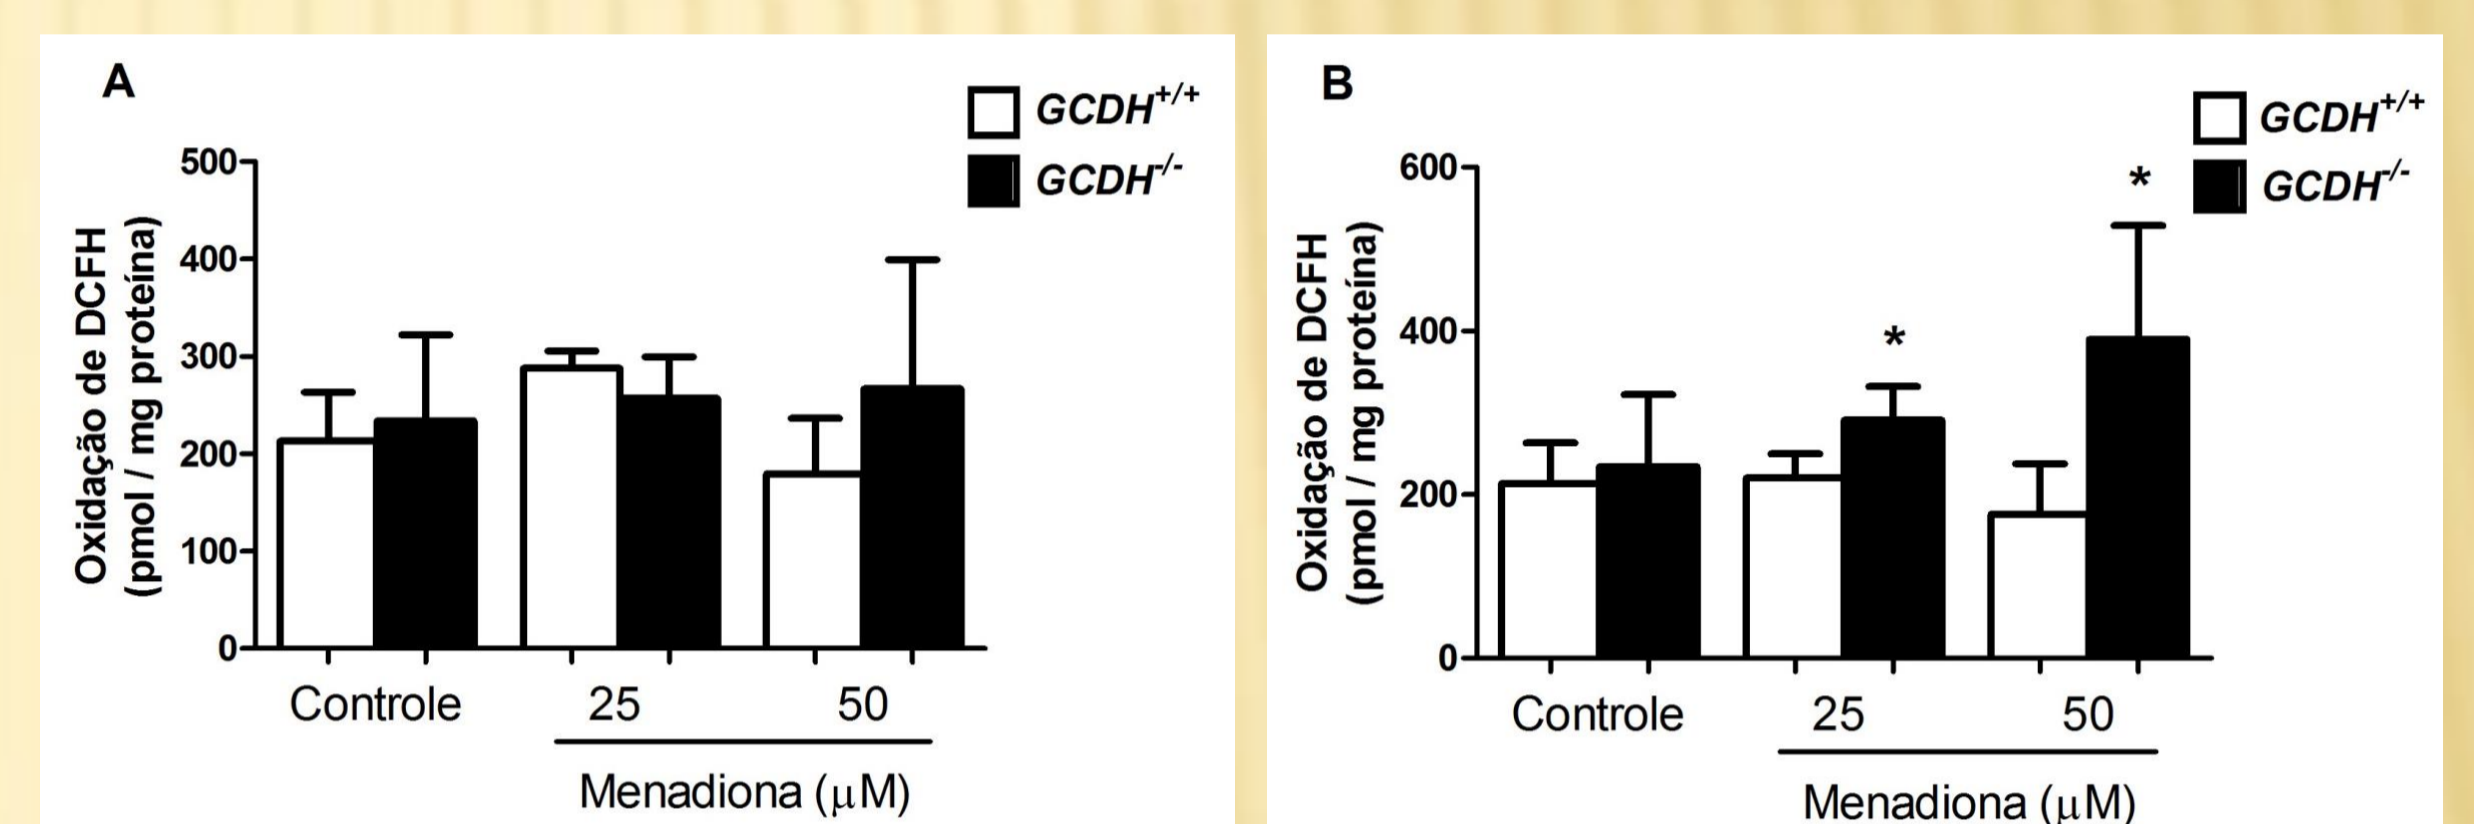 A
GCDH+/+
GCDH-/-
500
400
300
200
100
0
Oxidação de DCFH
(pmol / mg proteína)
Controle 25 50
Menadiona (μM)
B
GCDH+/+
GCDH-/-
600
400
200
0
Oxidação de DCFH
(pmol / mg proteína)
*
*
Controle 25 50
Menadiona (μM)